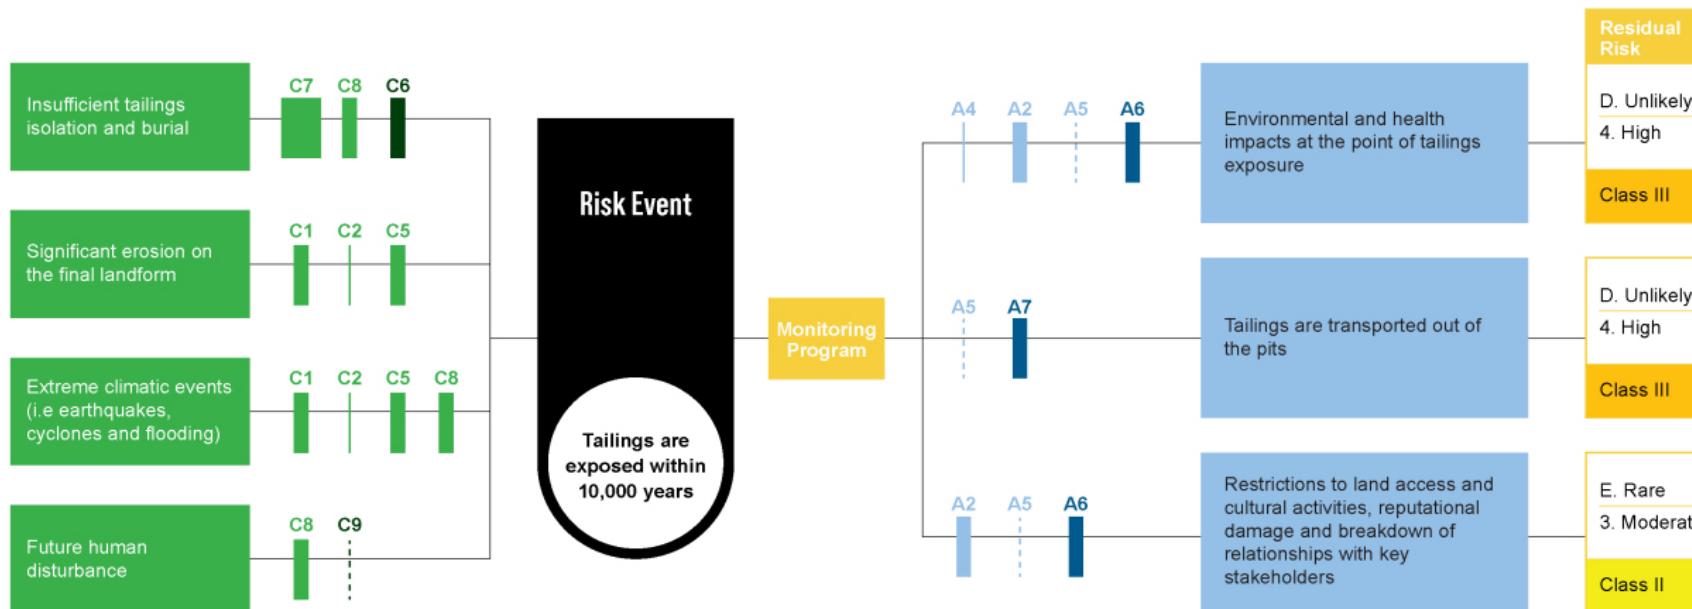 Insufficient tailings
isolation and burial
C7 C8 C6
Significant erosion on
the final landform
C1 C2 C5
Extreme climatic events
(i.e earthquakes,
cyclones and flooding)
C1 C2 C5 C8
Future human
disturbance
C8 C9
Risk Event
Tailings are
exposed within
10,000 years
Monitoring
Program
A4 A2 A5 A6
Environmental and health
impacts at the point of tailings
exposure
A5 A7
Tailings are transported out of
the pits
A2 A5 A6
Restrictions to land access and
cultural activities, reputational
damage and breakdown of
relationships with key
stakeholders
Residual
Risk
D. Unlikely
4. High
Class III
D. Unlikely
4. High
Class III
E. Rare
3. Moderat
Class II